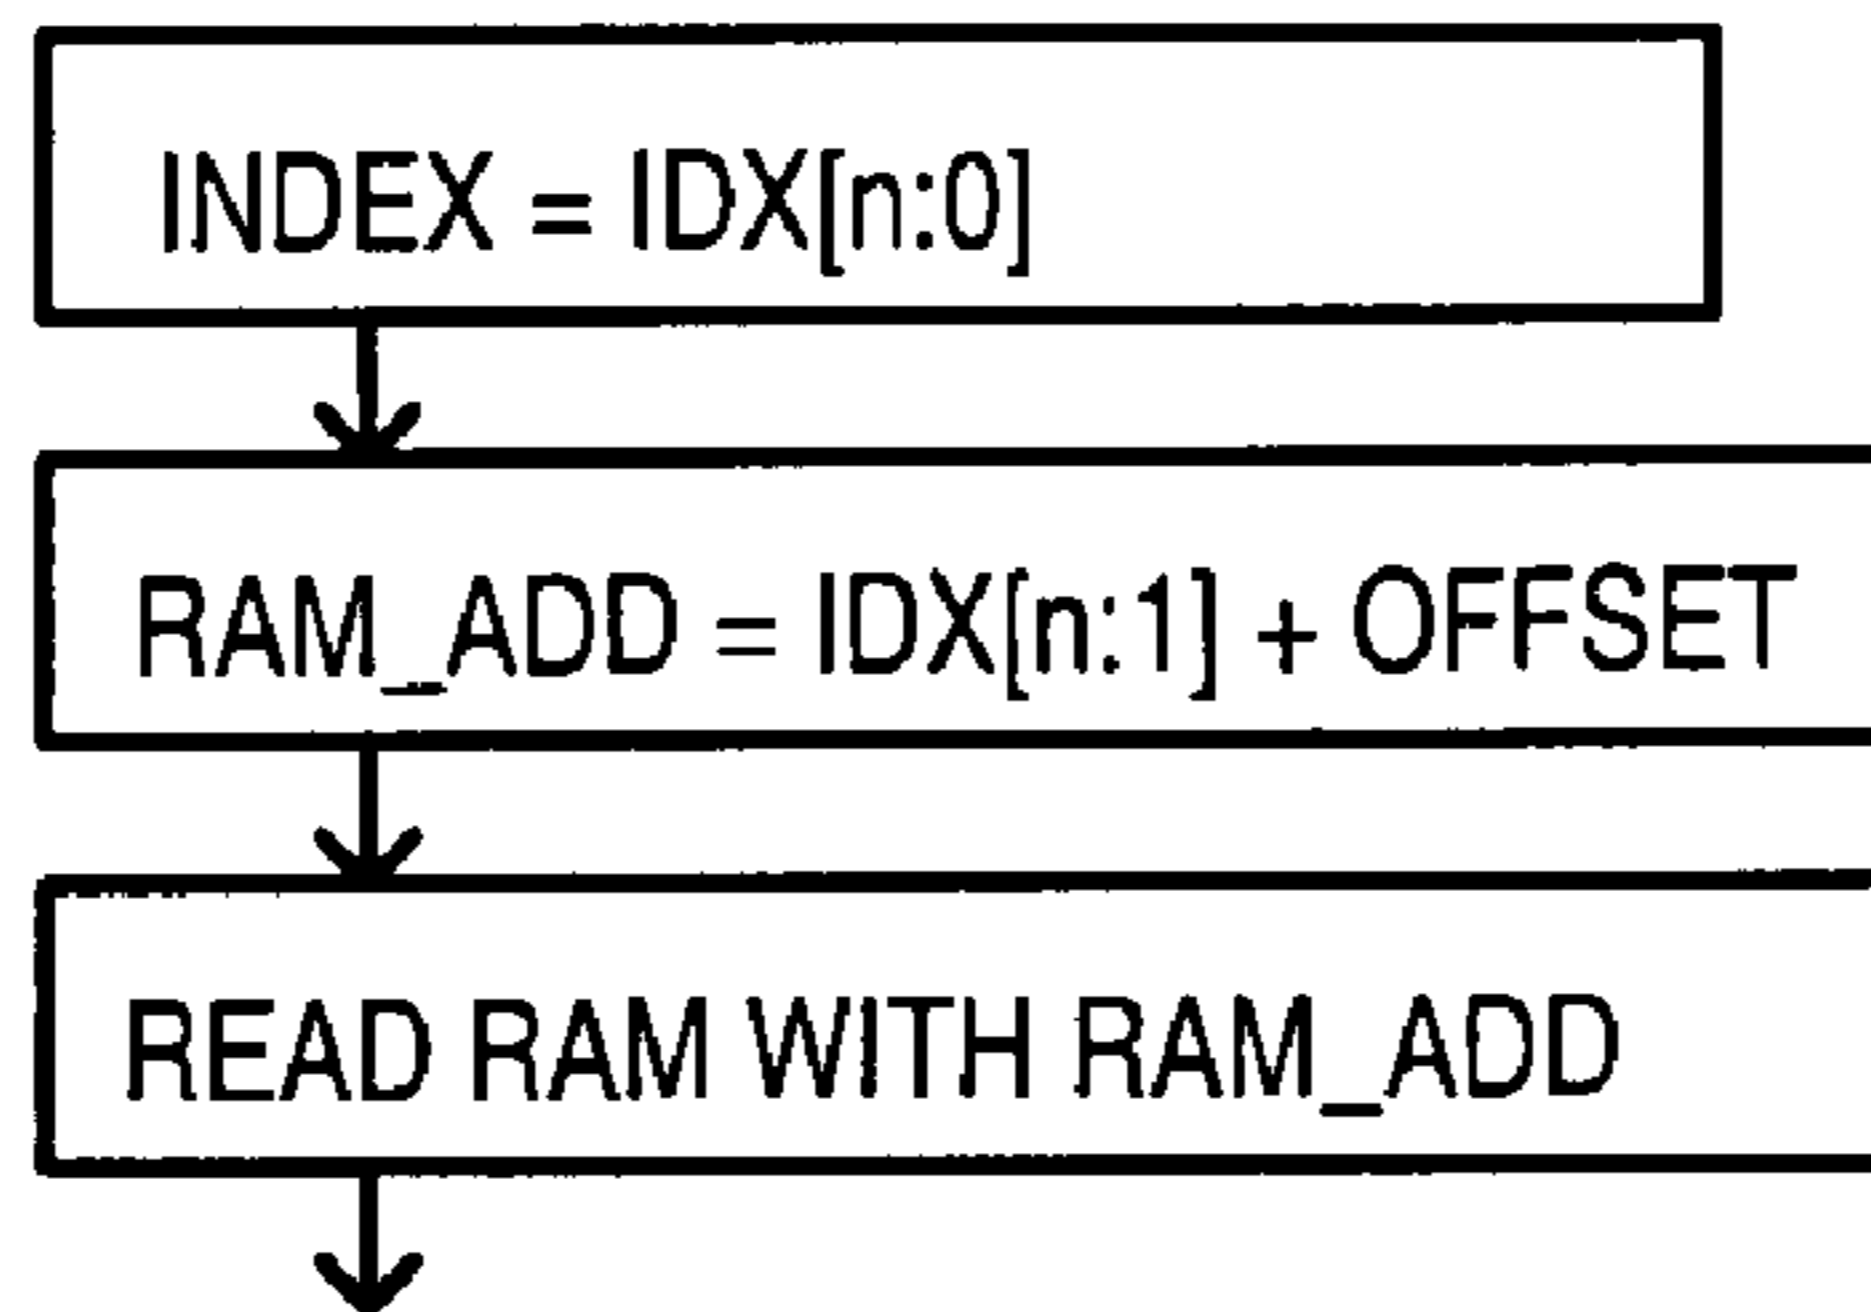 INDEX = IDX[n:0]
RAM_ADD = IDX[n:1] + OFFSET
READ RAM WITH RAM_ADD